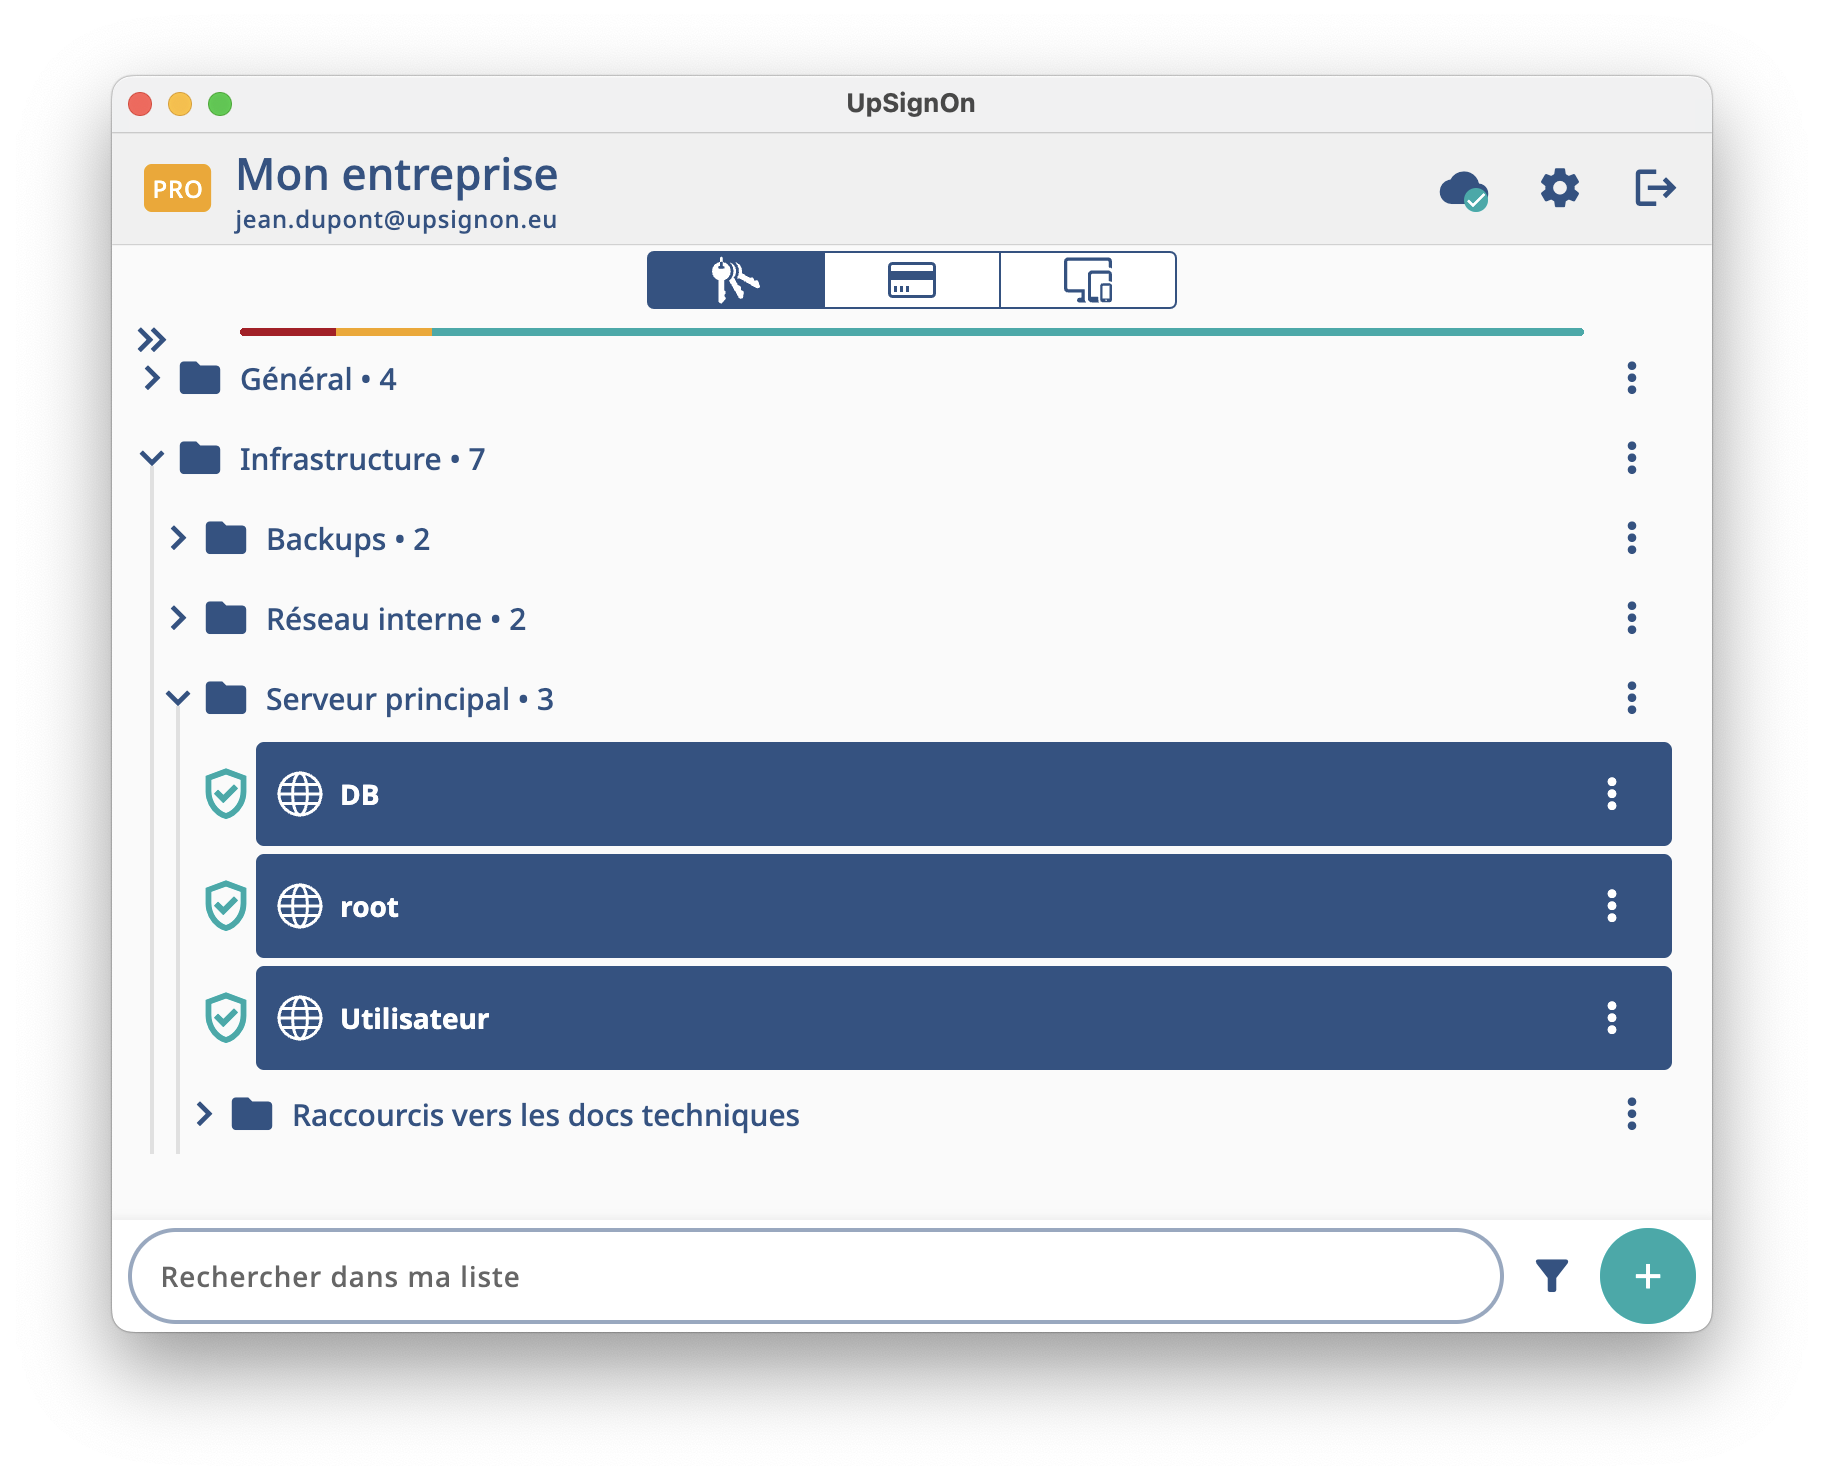 UpSignOn
PRO
Mon entreprise
jean.dupont@upsignon.eu
Général • 4
Infrastructure • 7
Backups • 2
Réseau interne • 2
Serveur principal • 3
DB
root
Utilisateur
Raccourcis vers les docs techniques
Rechercher dans ma liste